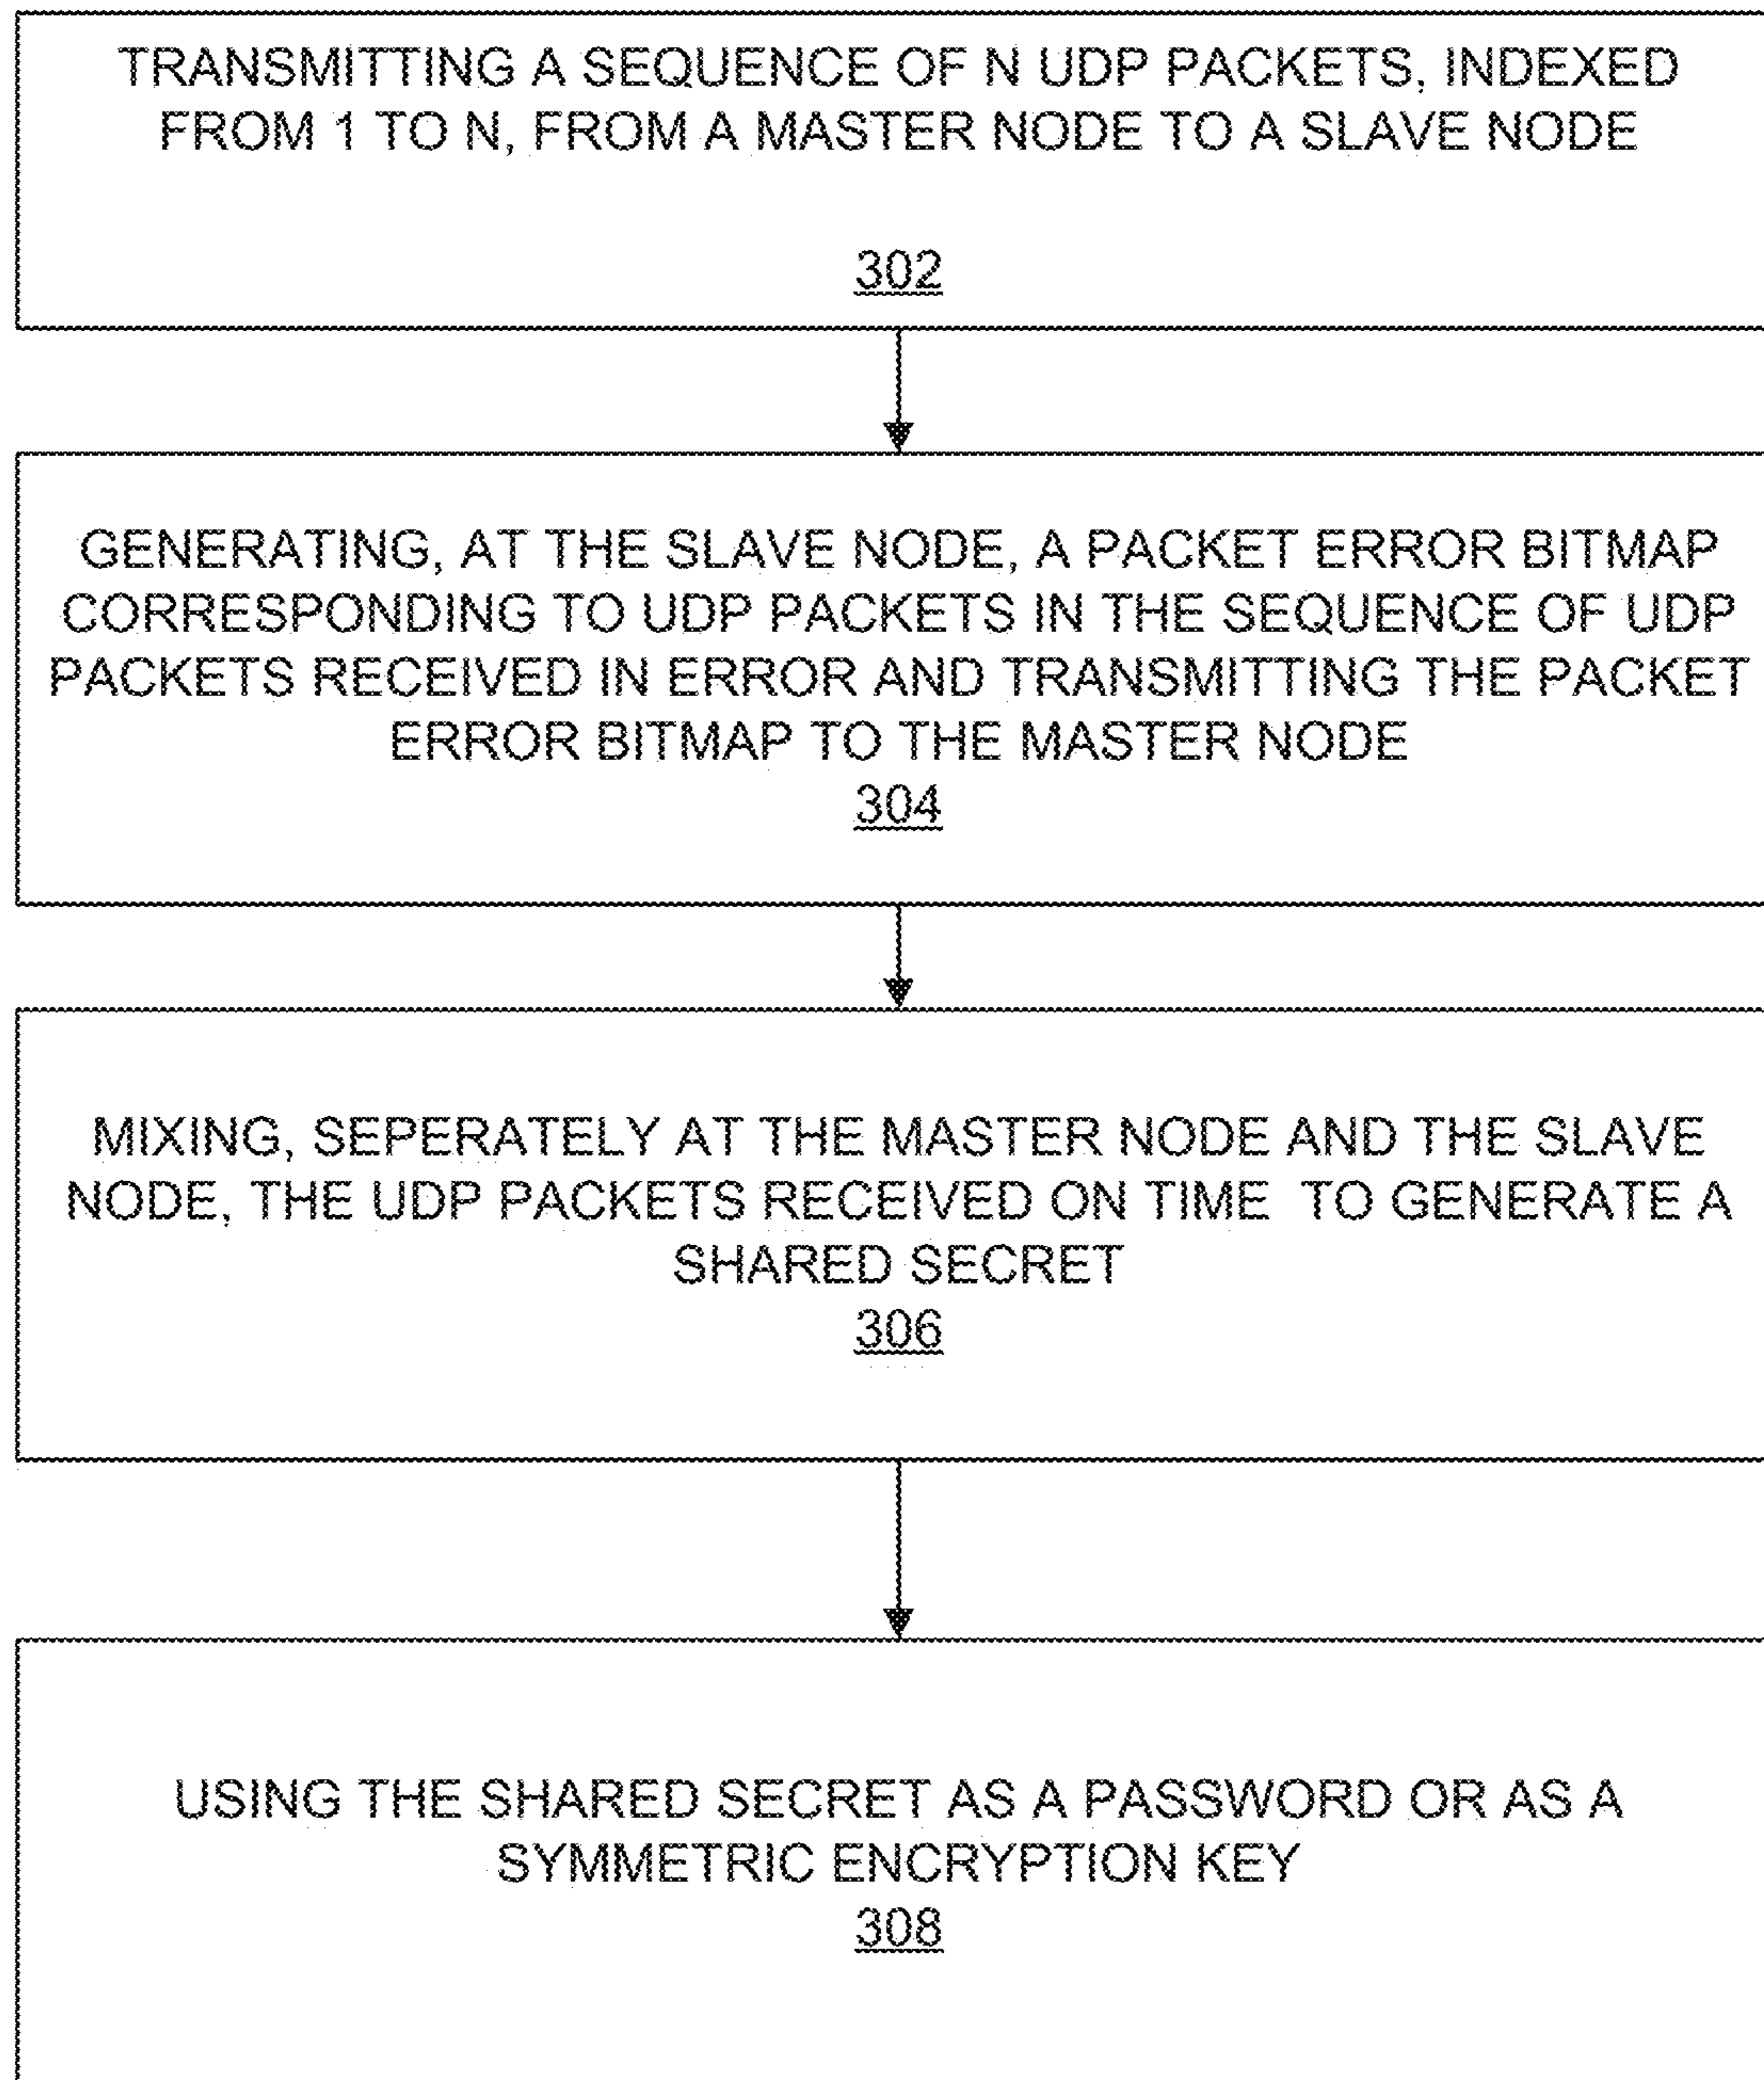 TRANSMITTING A SEQUENCE OF N UDP PACKETS, INDEXED
FROM 1 TO N, FROM A MASTER NODE TO A SLAVE NODE
302
GENERATING, AT THE SLAVE NODE, A PACKET ERROR BITMAP
CORRESPONDING TO UDP PACKETS IN THE SEQUENCE OF UDP
PACKETS RECEIVED IN ERROR AND TRANSMITTING THE PACKET
ERROR BITMAP TO THE MASTER NODE
304
MIXING, SEPERATELY AT THE MASTER NODE AND THE SLAVE
NODE, THE UDP PACKETS RECEIVED ON TIME TO GENERATE A
SHARED SECRET
306
USING THE SHARED SECRET AS A PASSWORD OR AS A
SYMMETRIC ENCRYPTION KEY
308